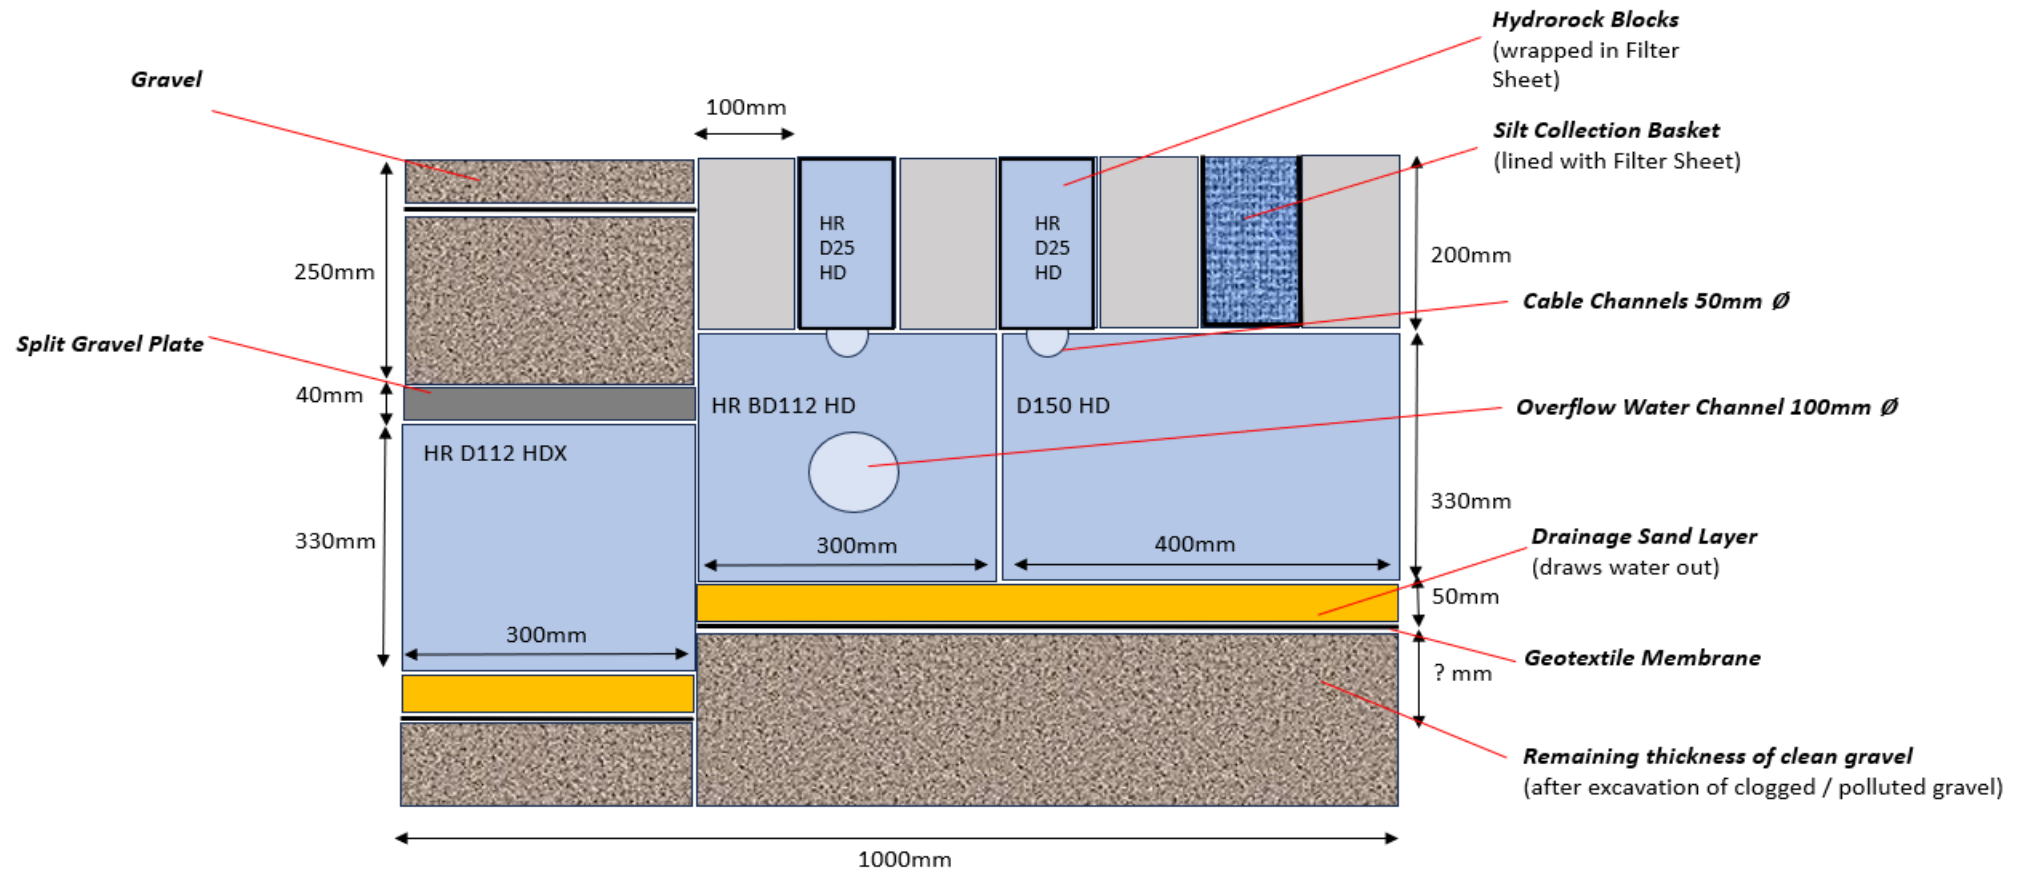 Hydrorock Blocks
(wrapped in Filter
Sheet)
Gravel
100mm
Silt Collection Basket
(lined with Filter Sheet)
HR
D25
HD
HR
D25
HD
250mm
200mm
Cable Channels 50mm Ø
Split Gravel Plate
40mm
HR BD112 HD
D150 HD
Overflow Water Channel 100mm Ø
HR D112 HDX
330mm
330mm
300mm
400mm
Drainage Sand Layer
(draws water out)
50mm
300mm
Geotextile Membrane
? mm
Remaining thickness of clean gravel
(after excavation of clogged / polluted gravel)
1000mm